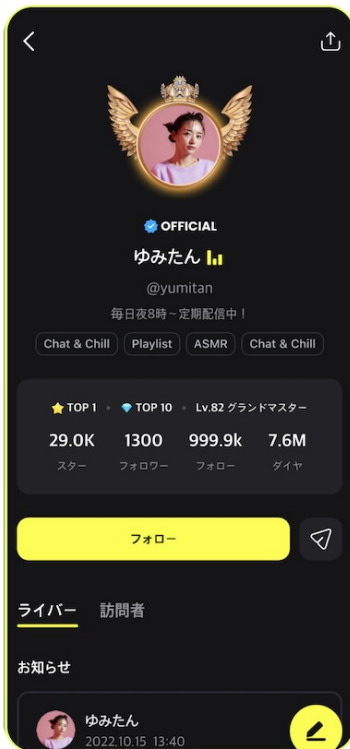 OFFICIAL
ゆみたん
@yumitan
毎日夜8時～定期配信中！
Chat & Chill Playlist ASMR Chat & Chill
TOP 1 TOP 10 Lv.82 グランドマスター
29.0K 1300 999.9k 7.6M
スター フォロワー フォロー ダイヤ
フォロー
ライバー 訪問者
お知らせ
ゆみたん
2022.10.15 13:40